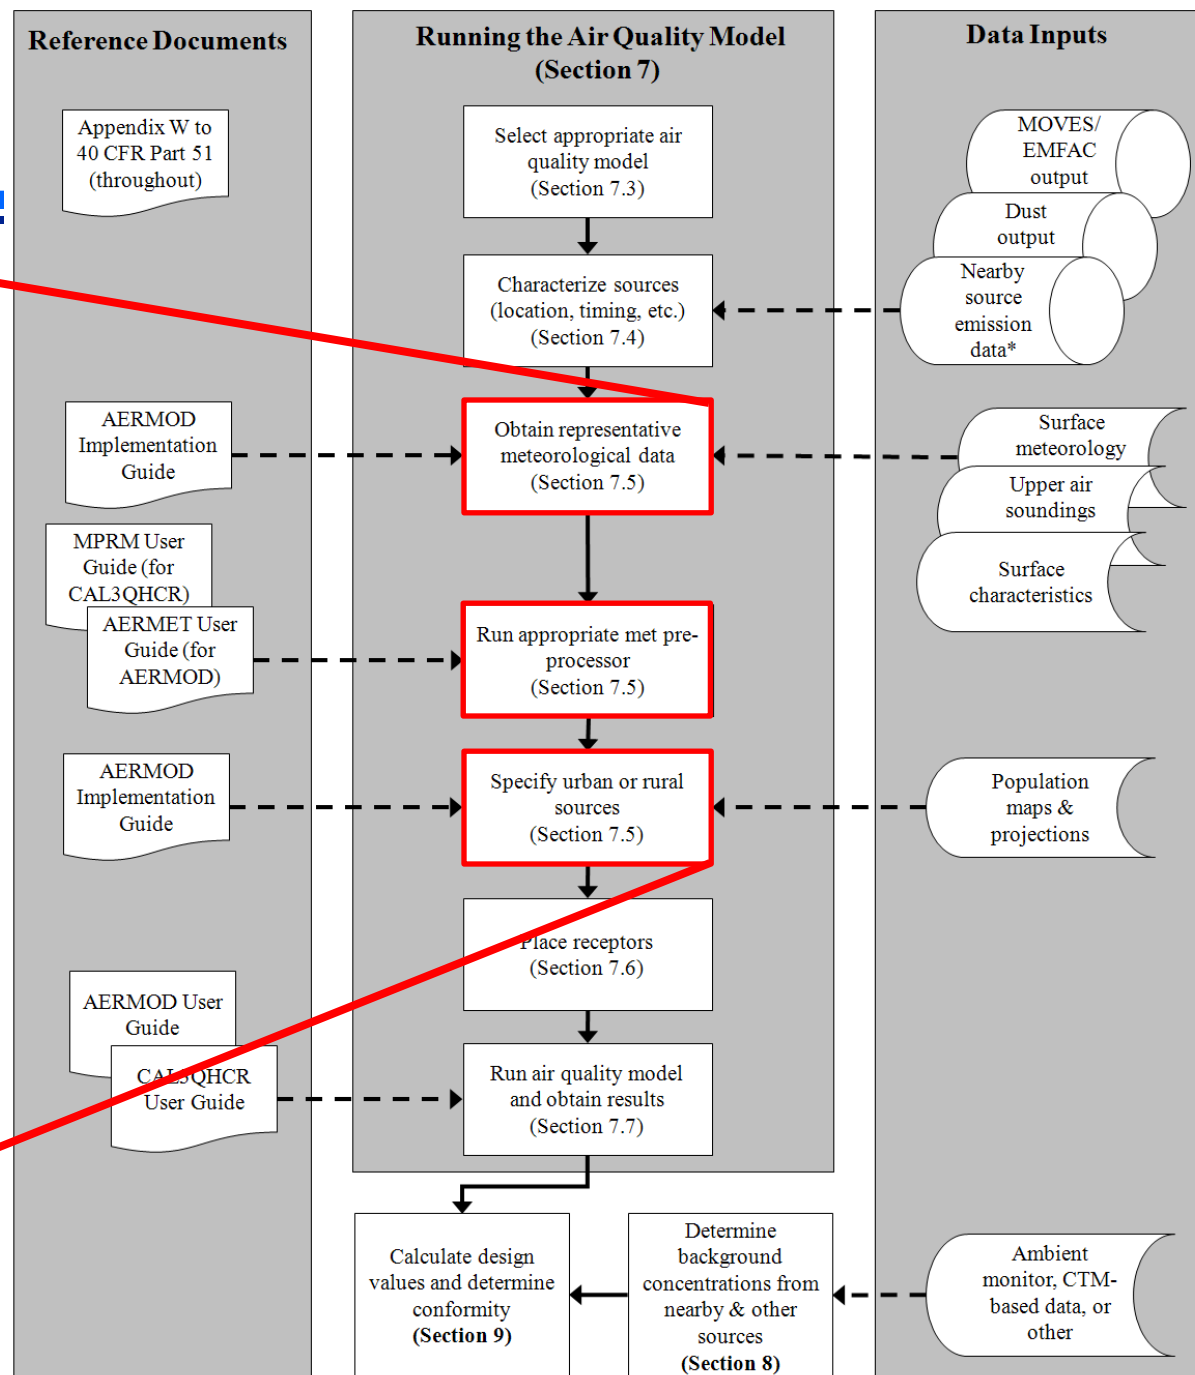 Reference Documents
Appendix W to
40 CFR Part 51
(throughout)
AERMOD
Implementation
Guide
MPRM User
Guide (for
CAL3QHCR)
AERMET User
Guide (for
AERMOD)
AERMOD
Implementation
Guide
AERMOD User
Guide
CAL3QHCR
User Guide
Running the Air Quality Model
(Section 7)
Select appropriate air
quality model
(Section 7.3)
Characterize sources
(location, timing, etc.)
(Section 7.4)
Obtain representative
meteorological data
(Section 7.5)
Run appropriate met pre-
processor
(Section 7.5)
Specify urban or rural
sources
(Section 7.5)
Place receptors
(Section 7.6)
Run air quality model
and obtain results
(Section 7.7)
Calculate design
values and determine
conformity
(Section 9)
Determine
background
concentrations from
nearby & other
sources
(Section 8)
Data Inputs
MOVES/
EMFAC
output
Dust
output
Nearby
source
emission
data*
Surface
meteorology
Upper air
soundings
Surface
characteristics
Population
maps &
projections
Ambient
monitor, CTM-
based data, or
other